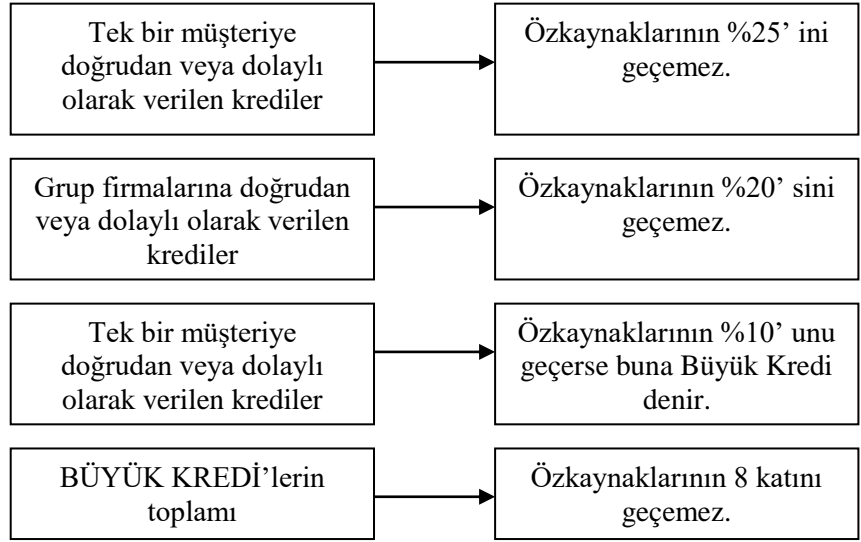 Tek bir müşteriye
doğrudan veya dolaylı
olarak verilen krediler
Özkaynaklarının %25’ ini
geçemez.
Grup firmalarına doğrudan
veya dolaylı olarak verilen
krediler
Özkaynaklarının %20’ sini
geçemez.
Tek bir müşteriye
doğrudan veya dolaylı
olarak verilen krediler
Özkaynaklarının %10’ unu
geçerse buna Büyük Kredi
denir.
BÜYÜK KREDİ’lerin
toplamı
Özkaynaklarının 8 katını
geçemez.